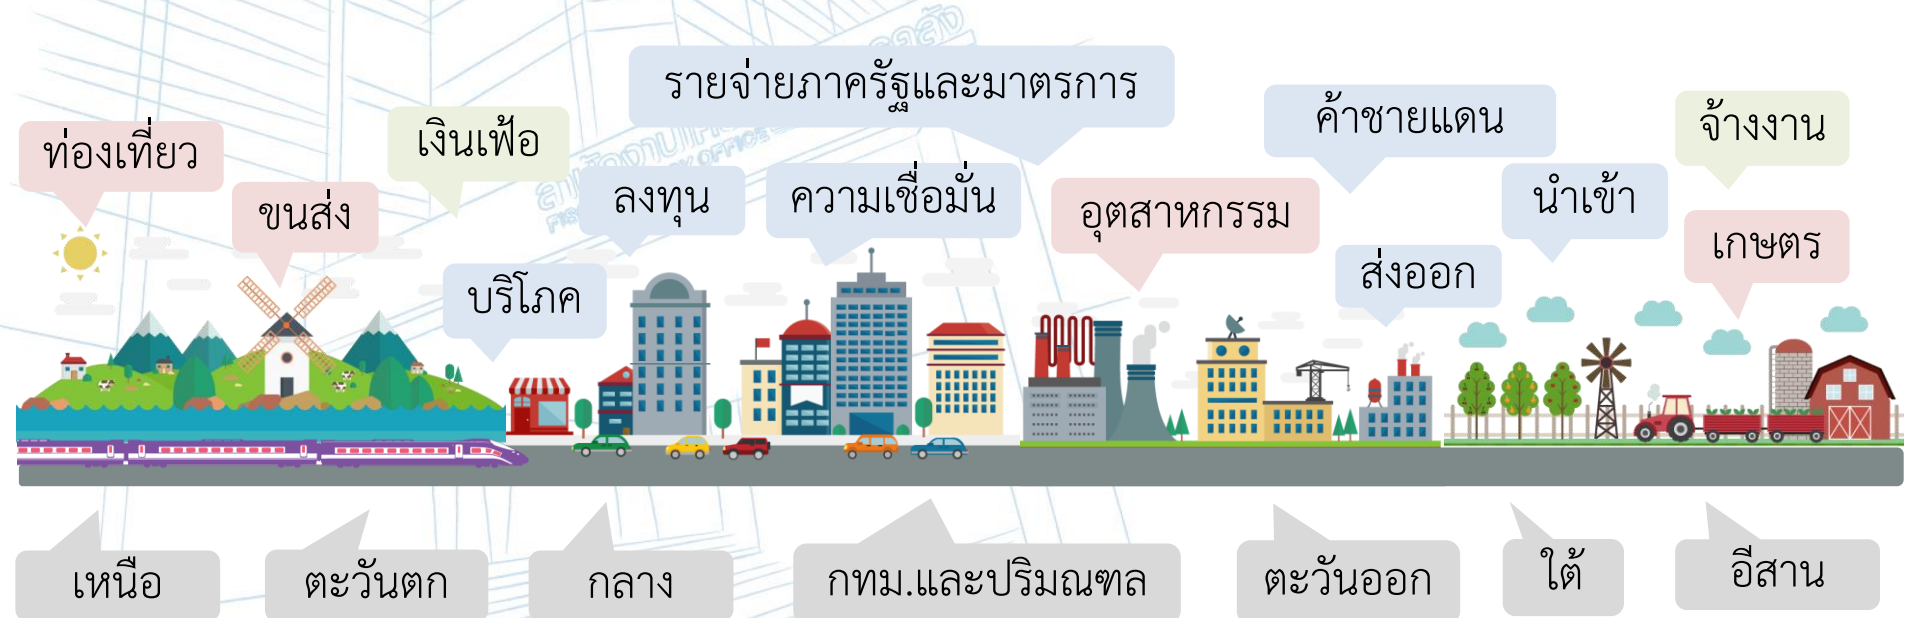 รายจ่ายภาครัฐและมาตรการ
ท่องเที่ยว
เงินเฟ้อ
ค้าชายแดน
จ้างงาน
ขนส่ง
ลงทุน
ความเชื่อมั่น
อุตสาหกรรม
นำเข้า
เกษตร
บริโภค
ส่งออก
เหนือ
ตะวันตก
กลาง
กทม.และปริมณฑล
ตะวันออก
ใต้
อีสาน